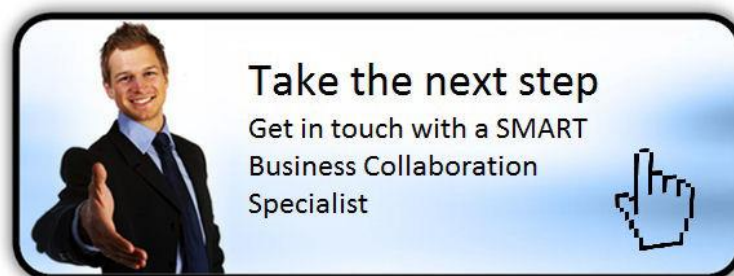 Take the next step
Get in touch with a SMART
Business Collaboration
Specialist